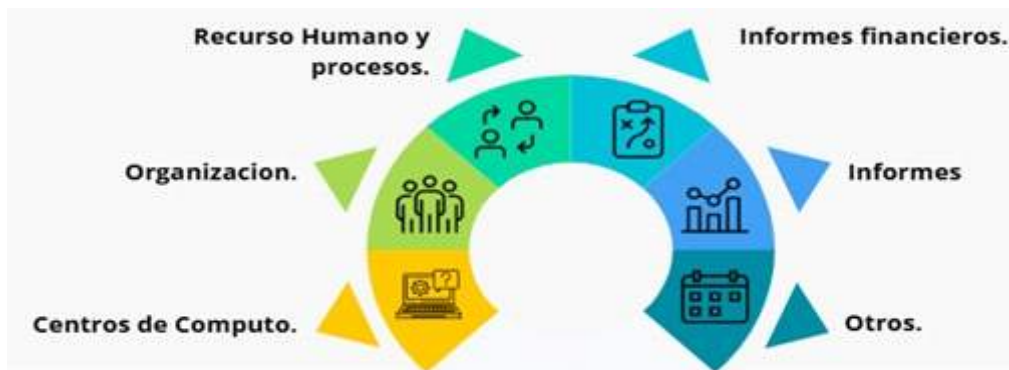 Recurso Humano y
procesos.
Informes financieros.
Organizacion.
Informes
Centros de Computo.
Otros.